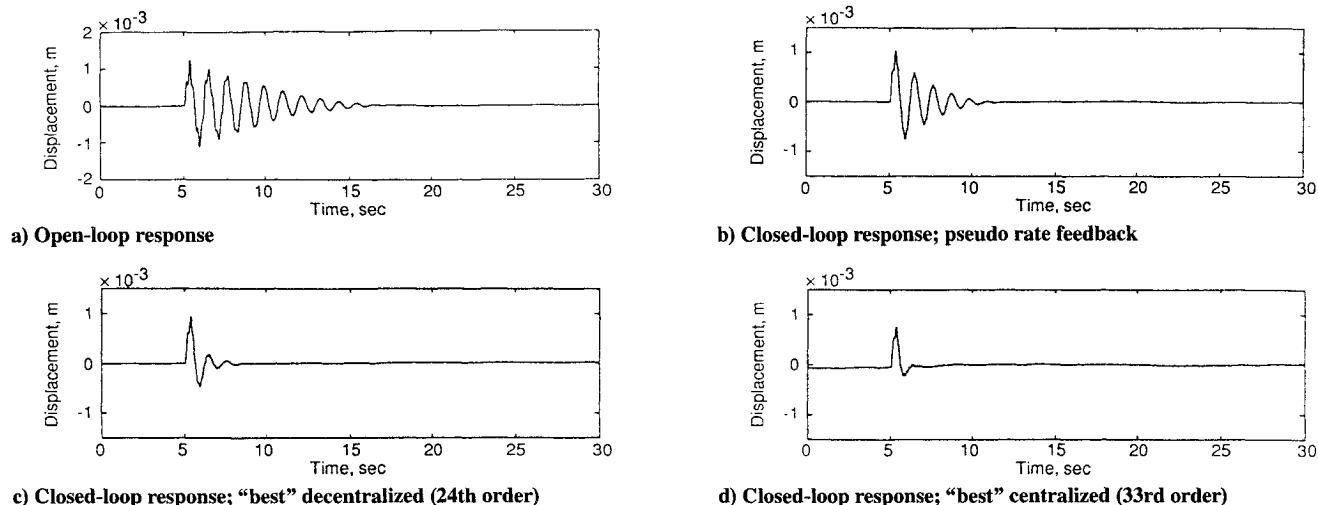 × 10-3
2
1
0
-1
-2
Displacement, m
0 5 10 15 20 25 30
Time, sec
a) Open-loop response
× 10-3
1
0
-1
Displacement, m
0 5 10 15 20 25 30
Time, sec
b) Closed-loop response; pseudo rate feedback
× 10-3
1
0
-1
Displacement, m
0 5 10 15 20 25 30
Time, sec
c) Closed-loop response; “best” decentralized (24th order)
× 10-3
1
0
-1
Displacement, m
0 5 10 15 20 25 30
Time, sec
d) Closed-loop response; “best” centralized (33rd order)